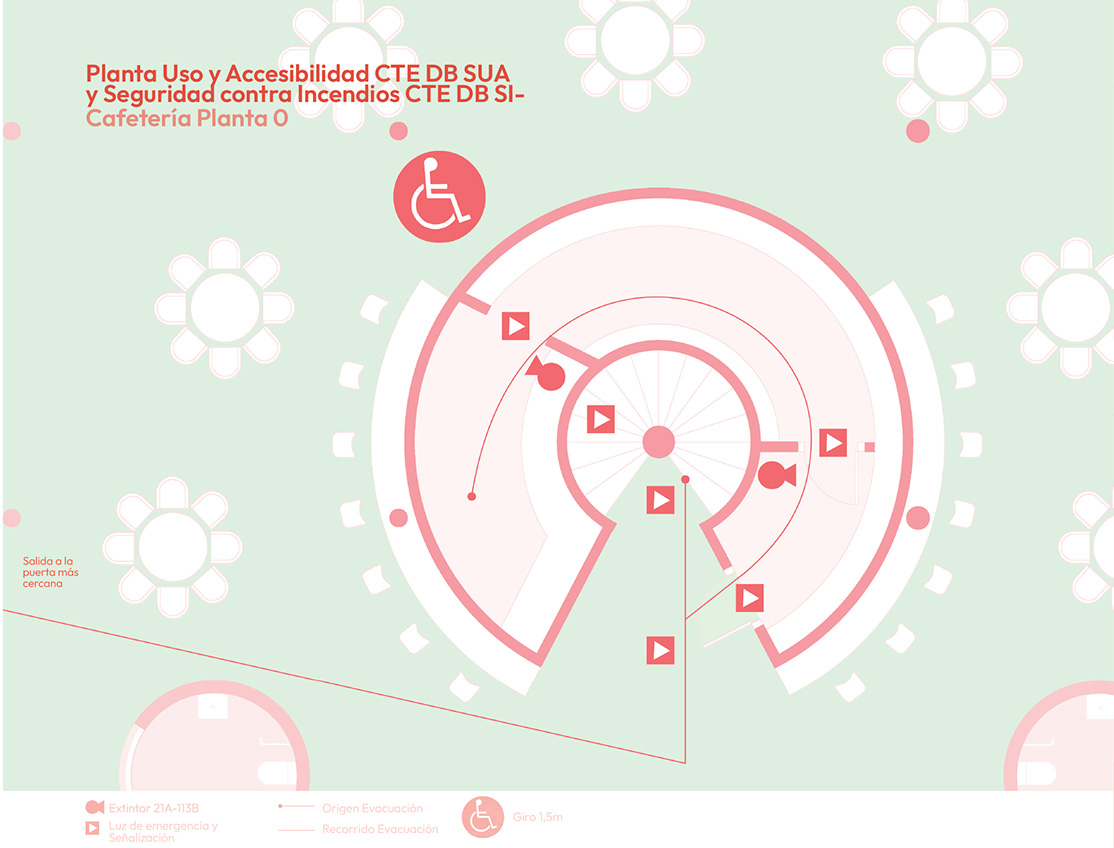 Planta Uso y Accesibilidad CTE DB SUA
y Seguridad contra Incendios CTE DB SI-
Cafetería Planta 0
Salida a la
puerta más
cercana
Extintor 21A-113B
Luz de emergencia y
Señalización
Origen Evacuación
Recorrido Evacuación
Giro 1,5m